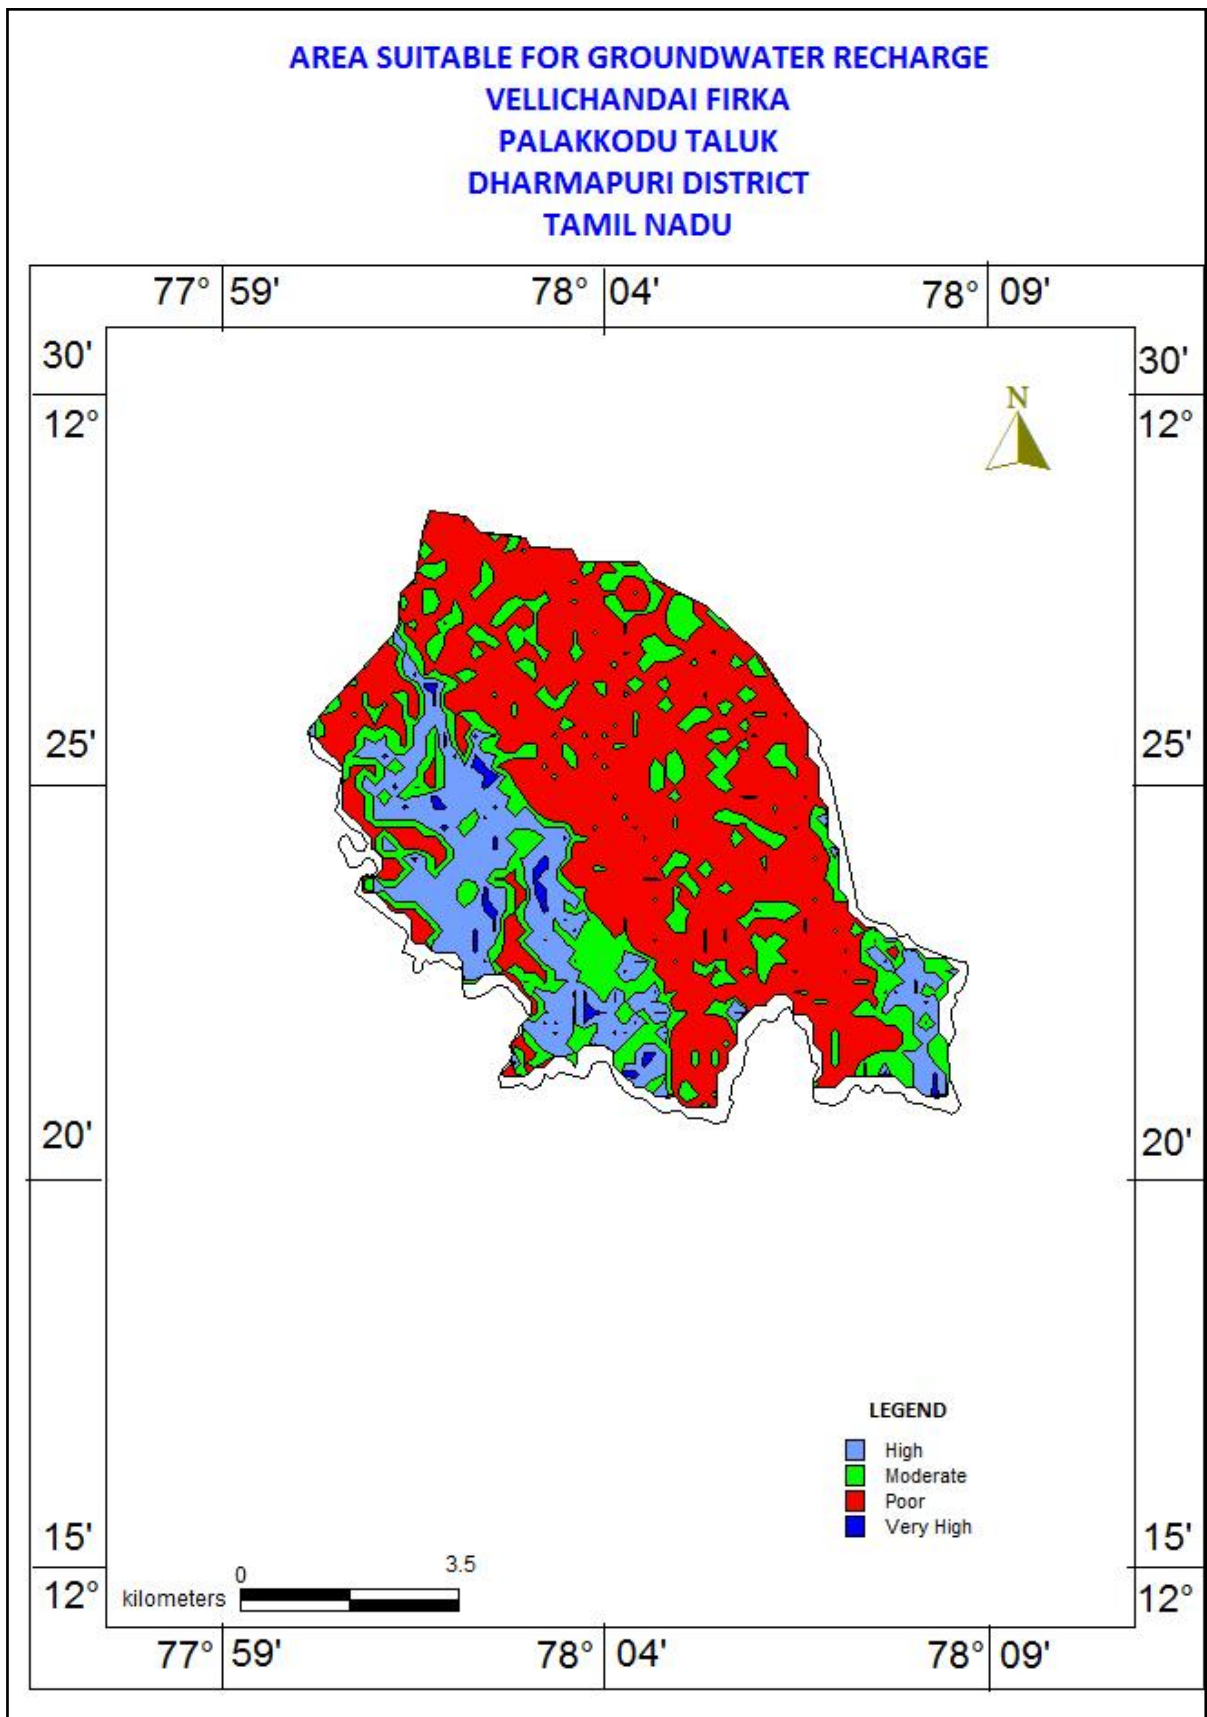 AREA SUITABLE FOR GROUNDWATER RECHARGE
VELLICHANDAI FIRKA
PALAKKODU TALUK
DHARMAPURI DISTRICT
TAMIL NADU
77° 59' 78° 04' 78° 09'
30' 30'
12° 12°
N
25' 25'
20' 20'
LEGEND
High
Moderate
Poor
Very High
15' 15'
12° 12°
0 3.5
kilometers
77° 59' 78° 04' 78° 09'